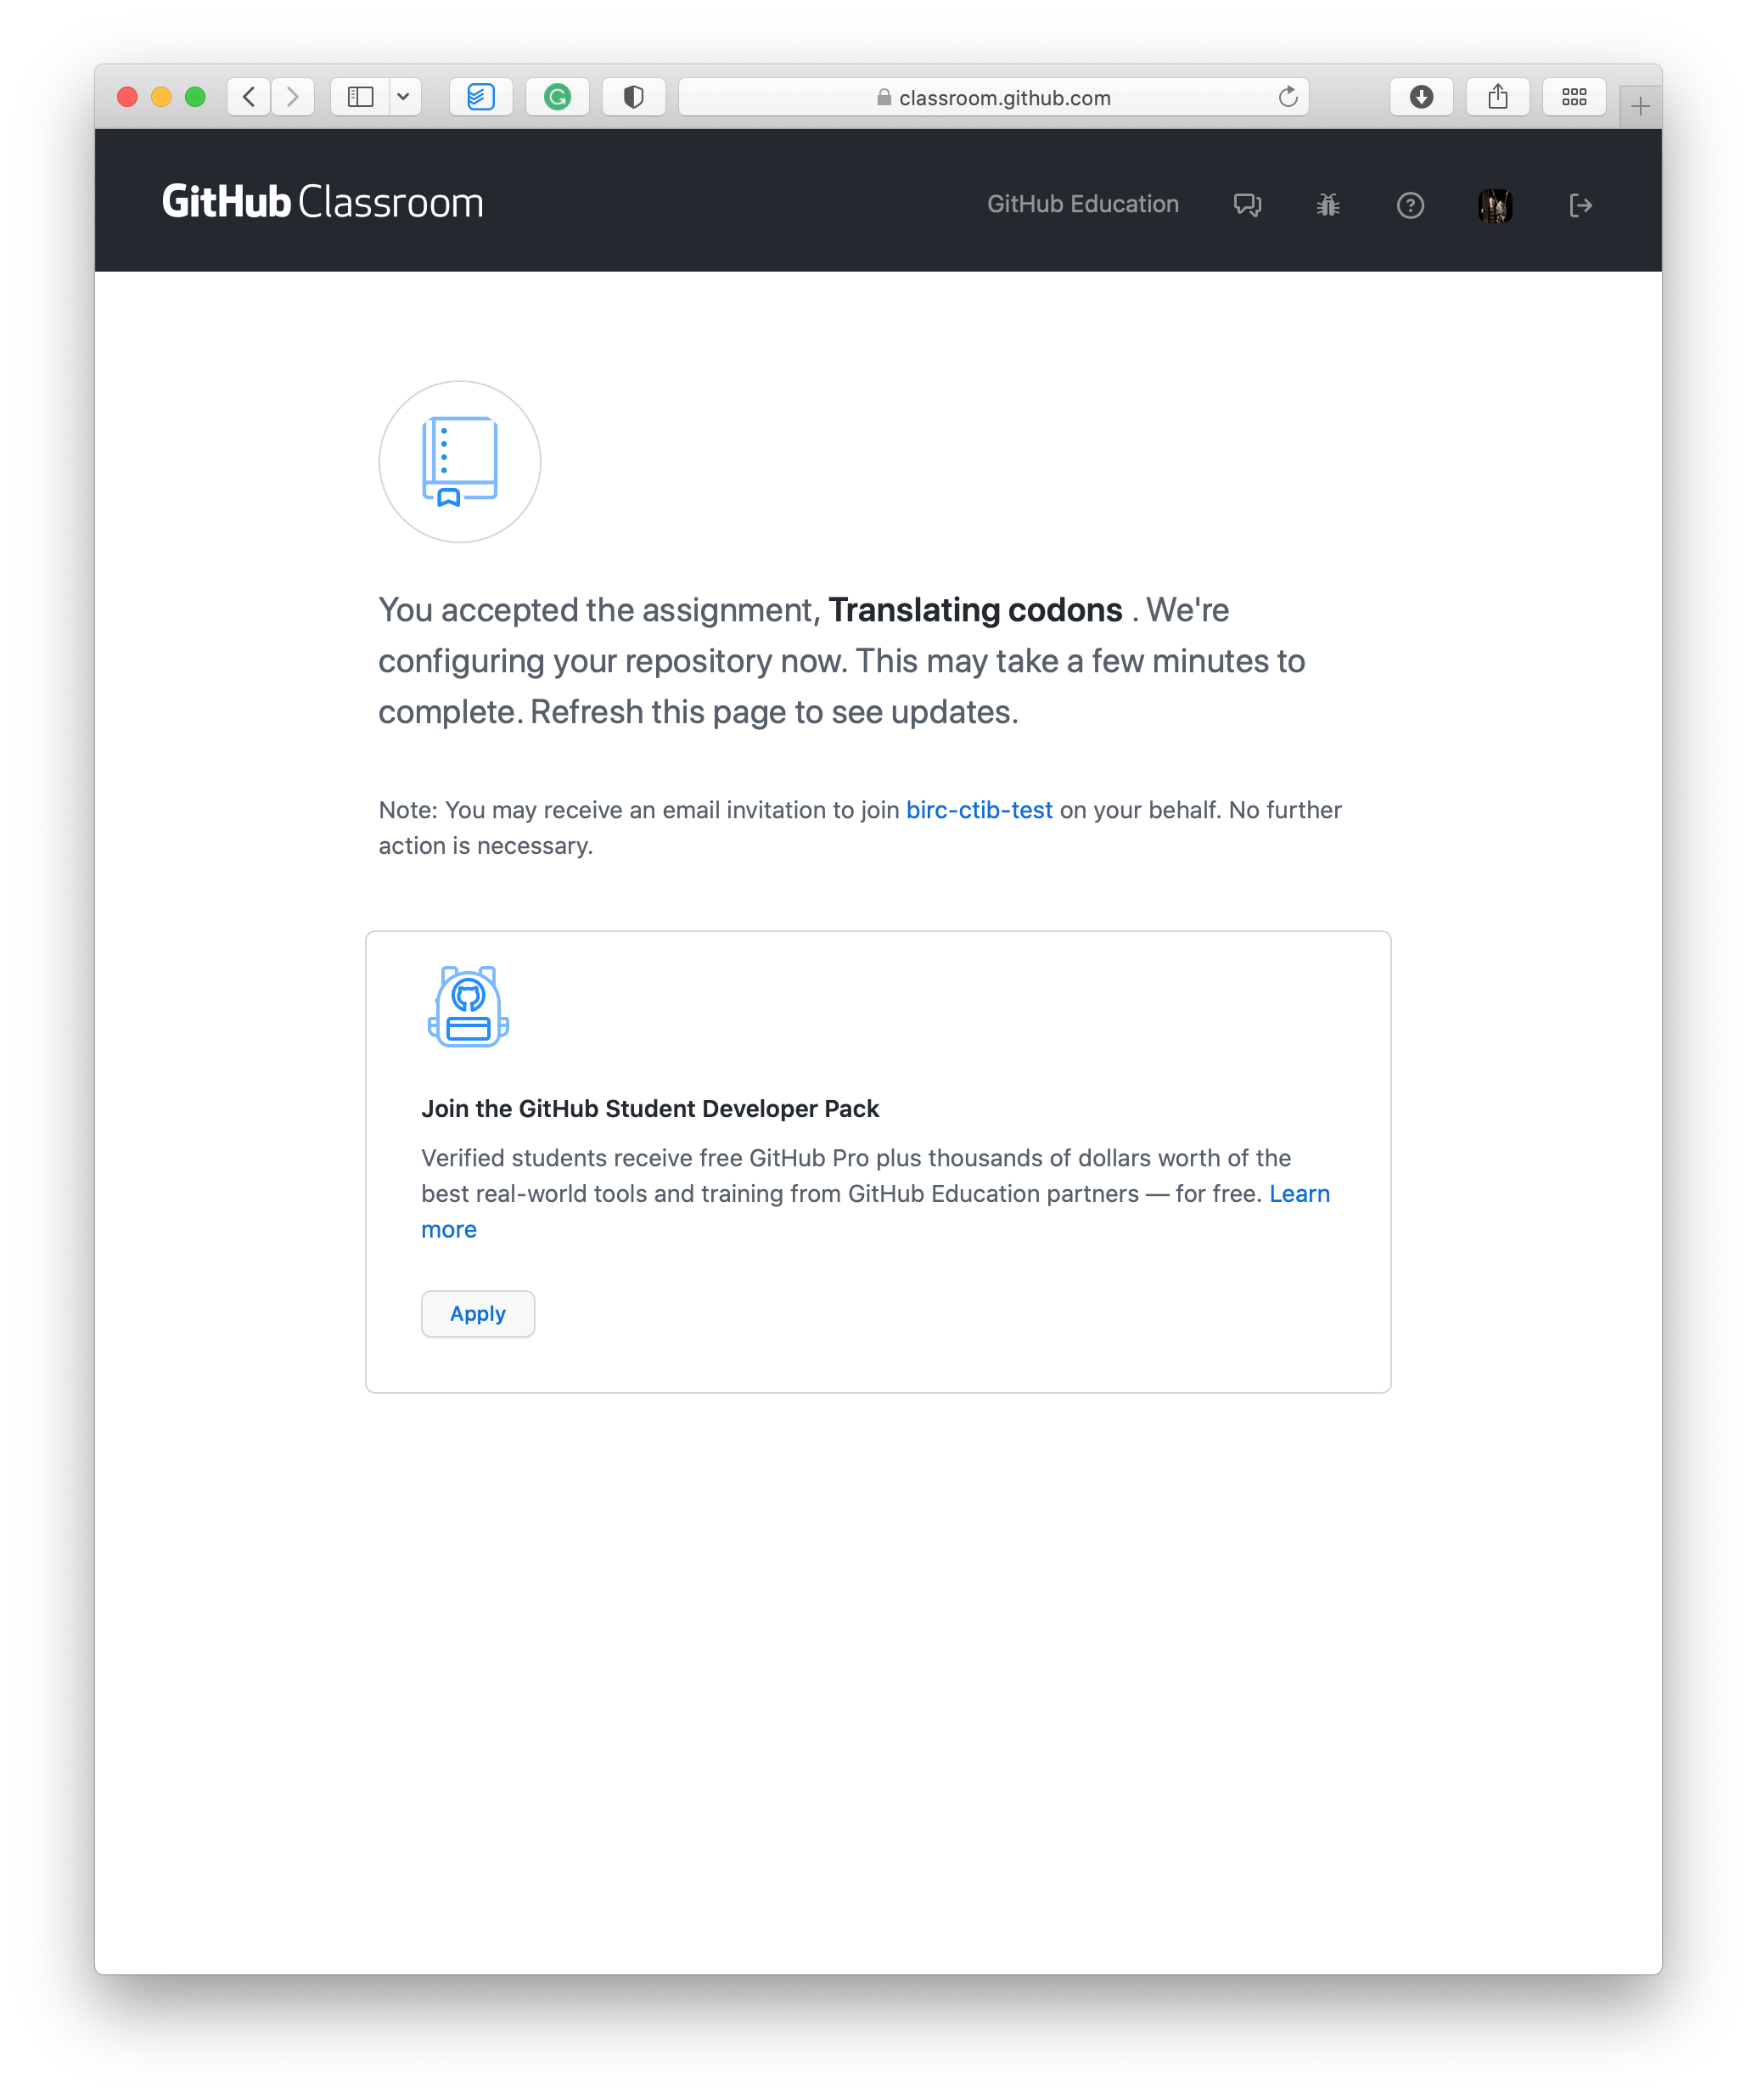 classroom.github.com
GitHub Classroom
GitHub Education
You accepted the assignment, Translating codons . We're
configuring your repository now. This may take a few minutes to
complete. Refresh this page to see updates.
Note: You may receive an email invitation to join birc-ctib-test on your behalf. No further
action is necessary.
Join the GitHub Student Developer Pack
Verified students receive free GitHub Pro plus thousands of dollars worth of the
best real-world tools and training from GitHub Education partners — for free. Learn
more
Apply